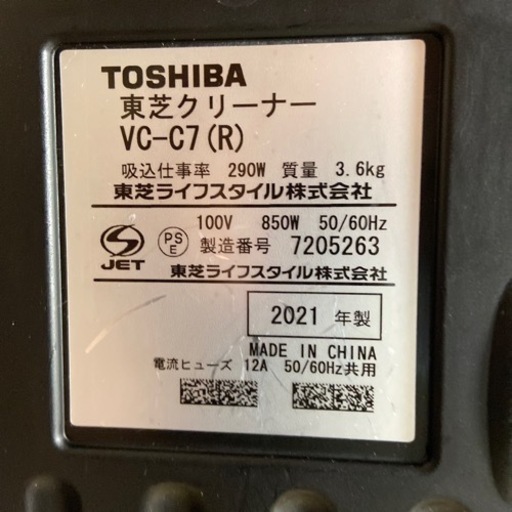 TOSHIBA
東芝クリーナー
VC-C7(R)
吸込仕事率 290W 質量 3.6kg
東芝ライフスタイル株式会社
100V 850W 50/60Hz
PS E 製造番号 7205263
JET
東芝ライフスタイル株式会社
2021 年製
MADE IN CHINA
電流ヒューズ 12A 50/60Hz共用